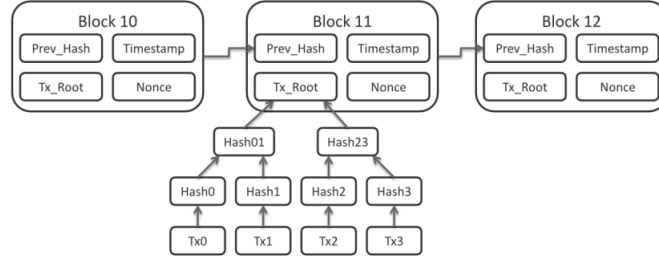 Block 10
Block 11
Block 12
Prev_Hash Timestamp
Prev_Hash Timestamp
Prev_Hash Timestamp
Tx_Root Nonce
Tx_Root Nonce
Tx_Root Nonce
Hash01
Hash23
Hash0
Hash1
Hash2
Hash3
Tx0
Tx1
Tx2
Tx3